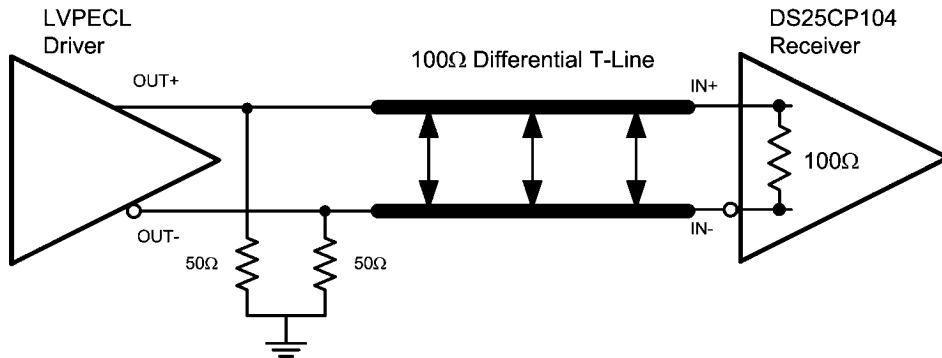 LVPECL
Driver
DS25CP104
Receiver
100Ω Differential T-Line
OUT+
IN+
100Ω
OUT-
IN-
50Ω
50Ω